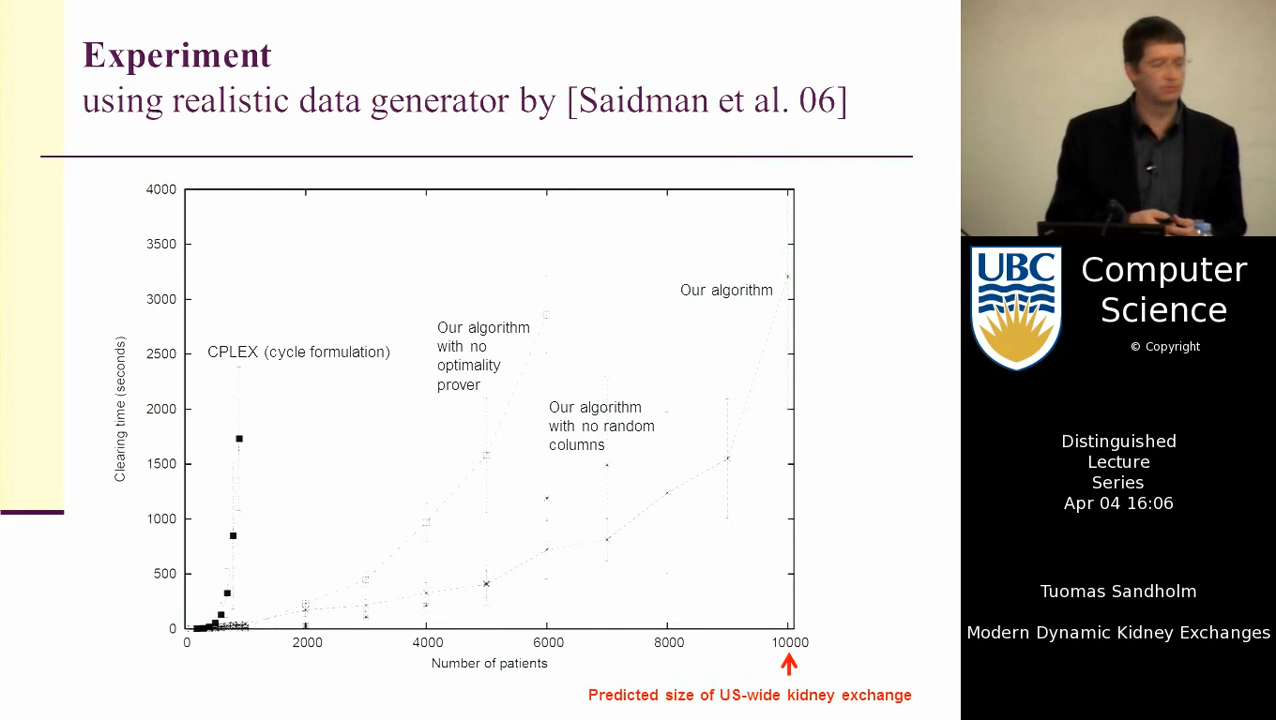 Experiment
using realistic data generator by [Saidman et al. 06]
4000
3500
3000
2500
2000
1500
1000
500
0
Clearing time (seconds)
CPLEX (cycle formulation)
Our algorithm
with no
optimality
prover
Our algorithm
with no random
columns
Our algorithm
0
2000
4000
6000
8000
10000
Number of patients
Predicted size of US-wide kidney exchange
UBC
Computer
Science
© Copyright
Distinguished
Lecture
Series
Apr 04 16:06
Tuomas Sandholm
Modern Dynamic Kidney Exchanges